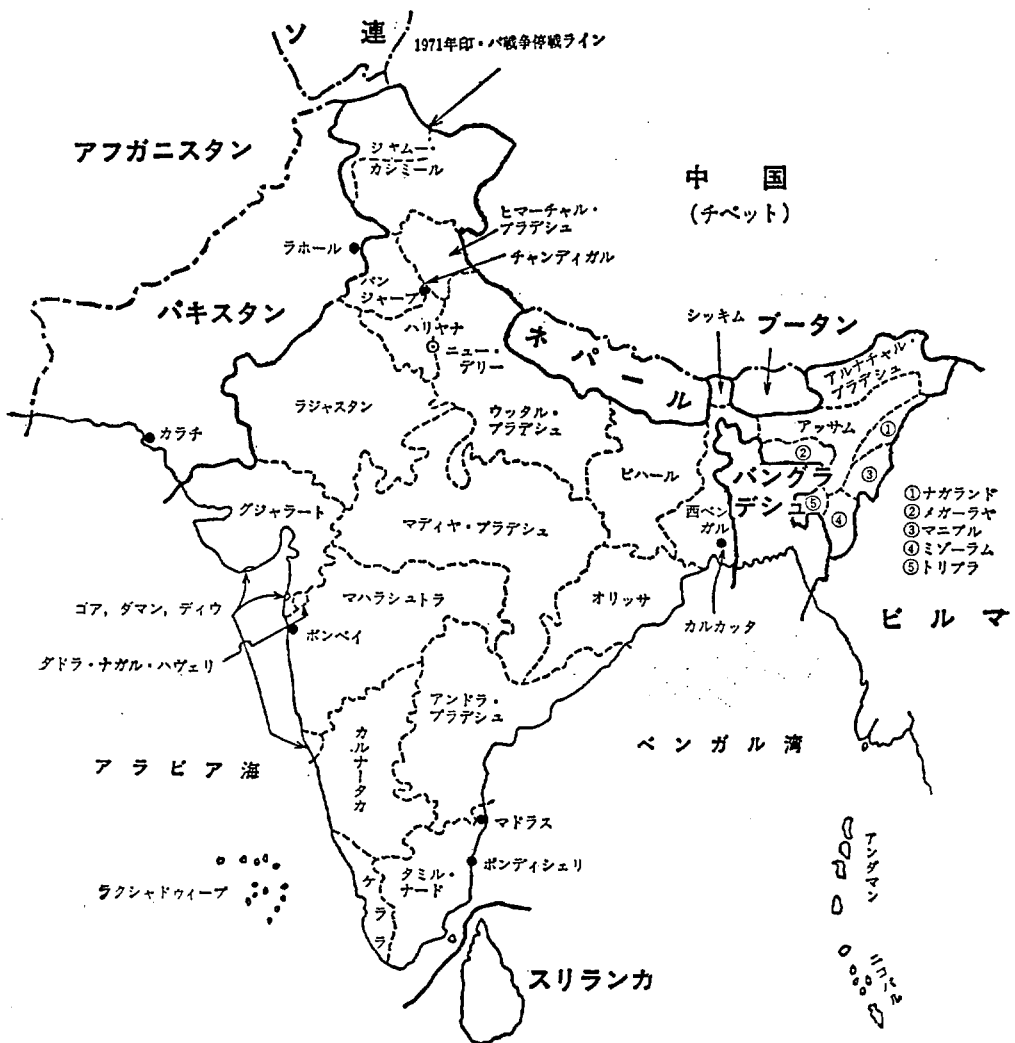 ソ連
1971年印・パ戦争停戦ライン
アフガニスタン
ジャムー・
カシミール
中国
(チベット)
ヒマーチャル・
プラデシュ
ラホール
チャンディガル
パン
ジャーブ
パキスタン
ハリヤナ
ニュー・
デリー
ネパール
シッキム
ブータン
アルナチャル・
プラデシュ
ラジャスタン
ウッタル・
プラデシュ
カラチ
アッサム
①
②
③
④
⑤
ビハール
バングラ
デシュ
西ベン
ガル
グジャラート
マディヤ・プラデシュ
①ナガランド
②メガーラヤ
③マニプル
④ミゾーラム
⑤トリプラ
ゴア,ダマン,ディウ
マハラシュトラ
オリッサ
カルカッタ
ビルマ
ボンベイ
ダドラ・ナガル・ハヴェリ
アンドラ・
プラデシュ
カルナータカ
ベンガル湾
アラビア海
マドラス
ポンディシェリ
タミル・
ナード
ケララ
ラクシャドウィープ
アンダマン
ニコバル
スリランカ